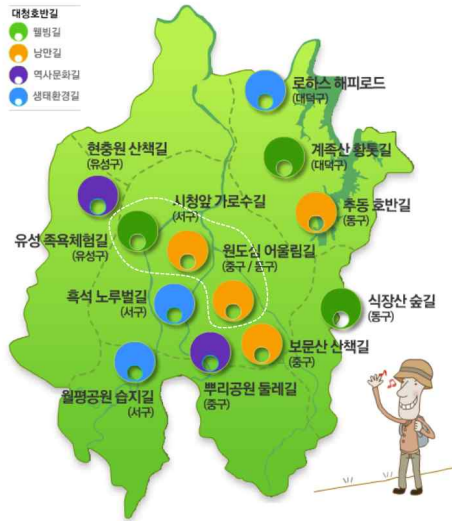 대청호반길
웰빙길
낭만길
역사문화길
생태환경길
로하스 해피로드
(대덕구)
계족산 황톳길
(대덕구)
현충원 산책길
(유성구)
시청앞 가로수길
(서구)
추동 호반길
(동구)
유성 족욕체험길
(유성구)
원도심 어울림길
(중구 / 동구)
흑석 노루벌길
(서구)
식장산 숲길
(동구)
보문산 산책길
(중구)
월평공원 습지길
(서구)
뿌리공원 둘레길
(중구)